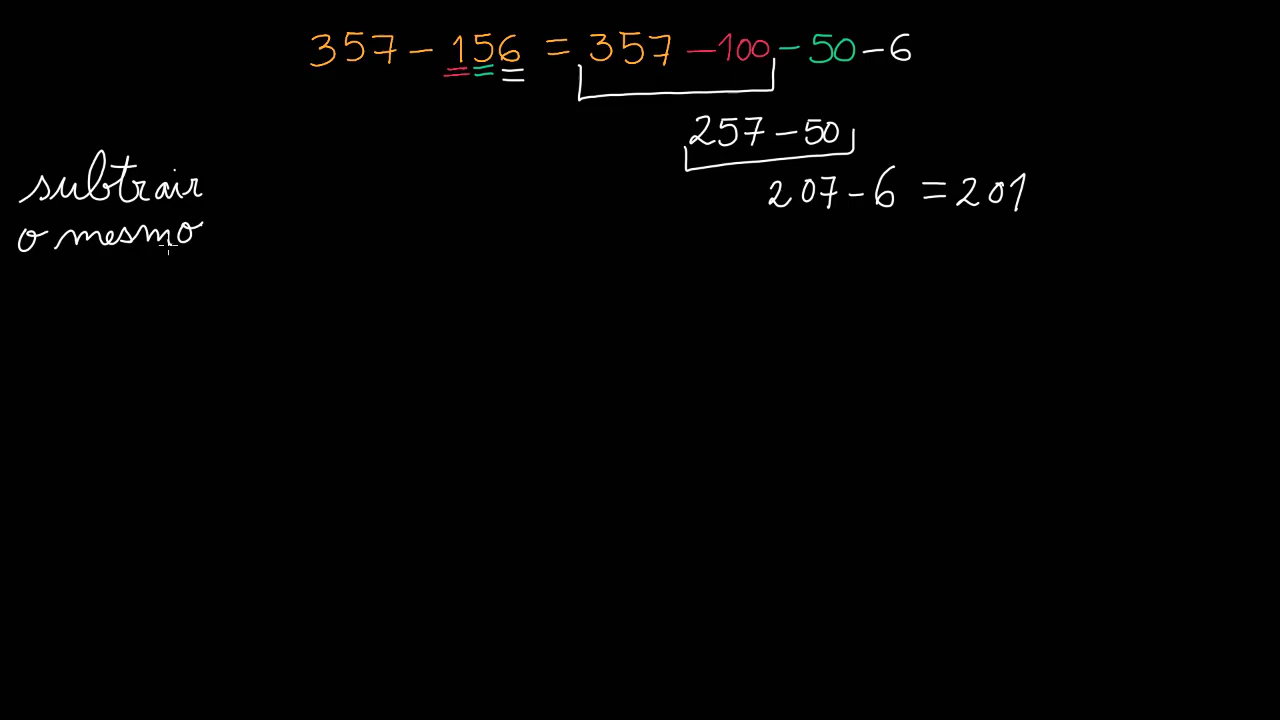 357 - 156 = 357 - 100 - 50 - 6
257 - 50
207 - 6 = 201
subtrair
o mesmo